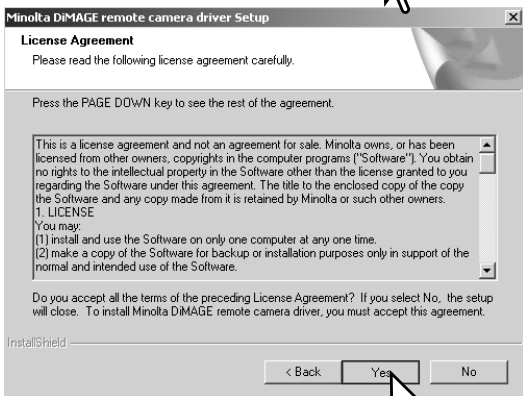 Minolta DiMAGE remote camera driver Setup
License Agreement
Please read the following license agreement carefully.
Press the PAGE DOWN key to see the rest of the agreement.
This is a license agreement and not an agreement for sale. Minolta owns, or has been
licensed from other owners, copyrights in the computer programs ("Software"). You obtain
no rights to the intellectual property in the Software other than the license granted to you
regarding the Software under this agreement. The title to the enclosed copy of the copy
the Software and any copy made from it is retained by Minolta or such other owners.
1. LICENSE
You may:
(1) install and use the Software on only one computer at any one time.
(2) make a copy of the Software for backup or installation purposes only in support of the
normal and intended use of the Software.
Do you accept all the terms of the preceding License Agreement? If you select No, the setup
will close. To install Minolta DiMAGE remote camera driver, you must accept this agreement.
InstallShield
< Back Yes No